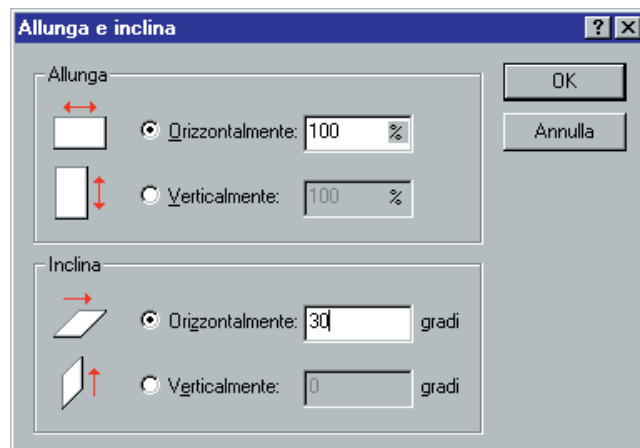 Allunga e inclina
Allunga
Orizzontalmente: 100 %
Verticalmente: 100 %
OK
Annulla
Inclina
Orizzontalmente: 30 gradi
Verticalmente: 0 gradi